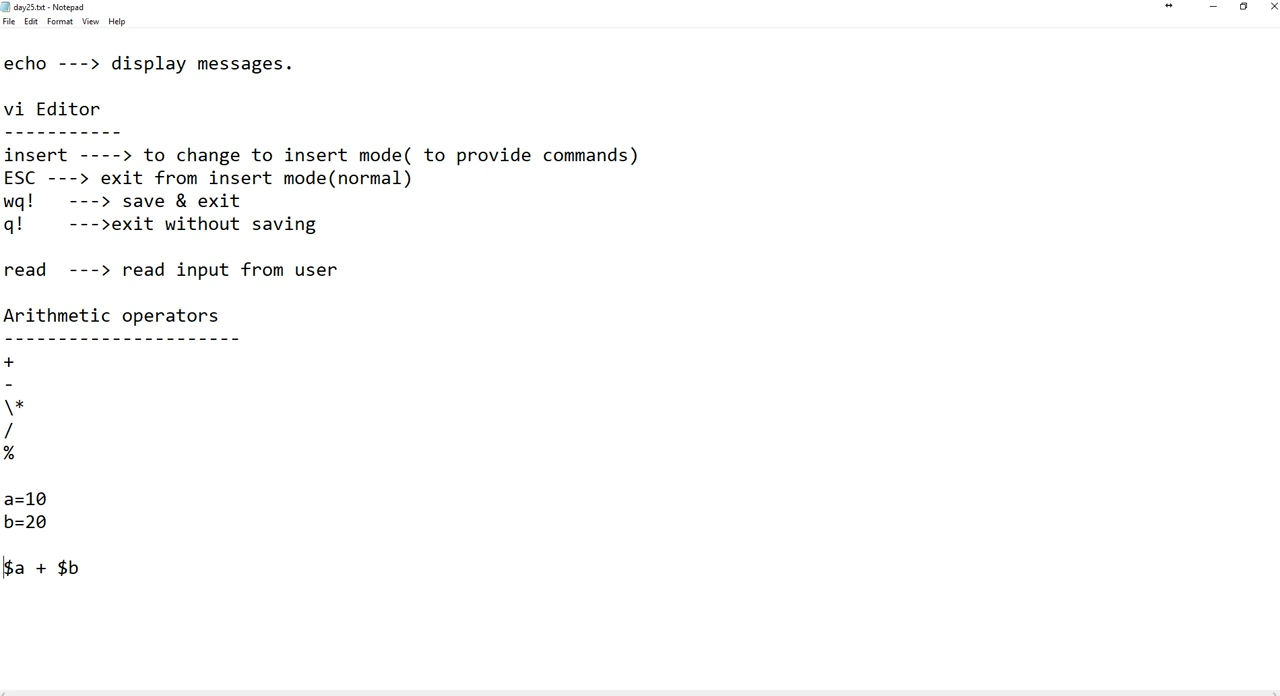 day25.txt - Notepad
File Edit Format View Help
echo ---> display messages.
vi Editor
-----------
insert ----> to change to insert mode( to provide commands)
ESC ---> exit from insert mode(normal)
wq!   ---> save & exit
q!    --->exit without saving
read  ---> read input from user
Arithmetic operators
----------------------
+
-
\*
/
%
a=10
b=20
$a + $b